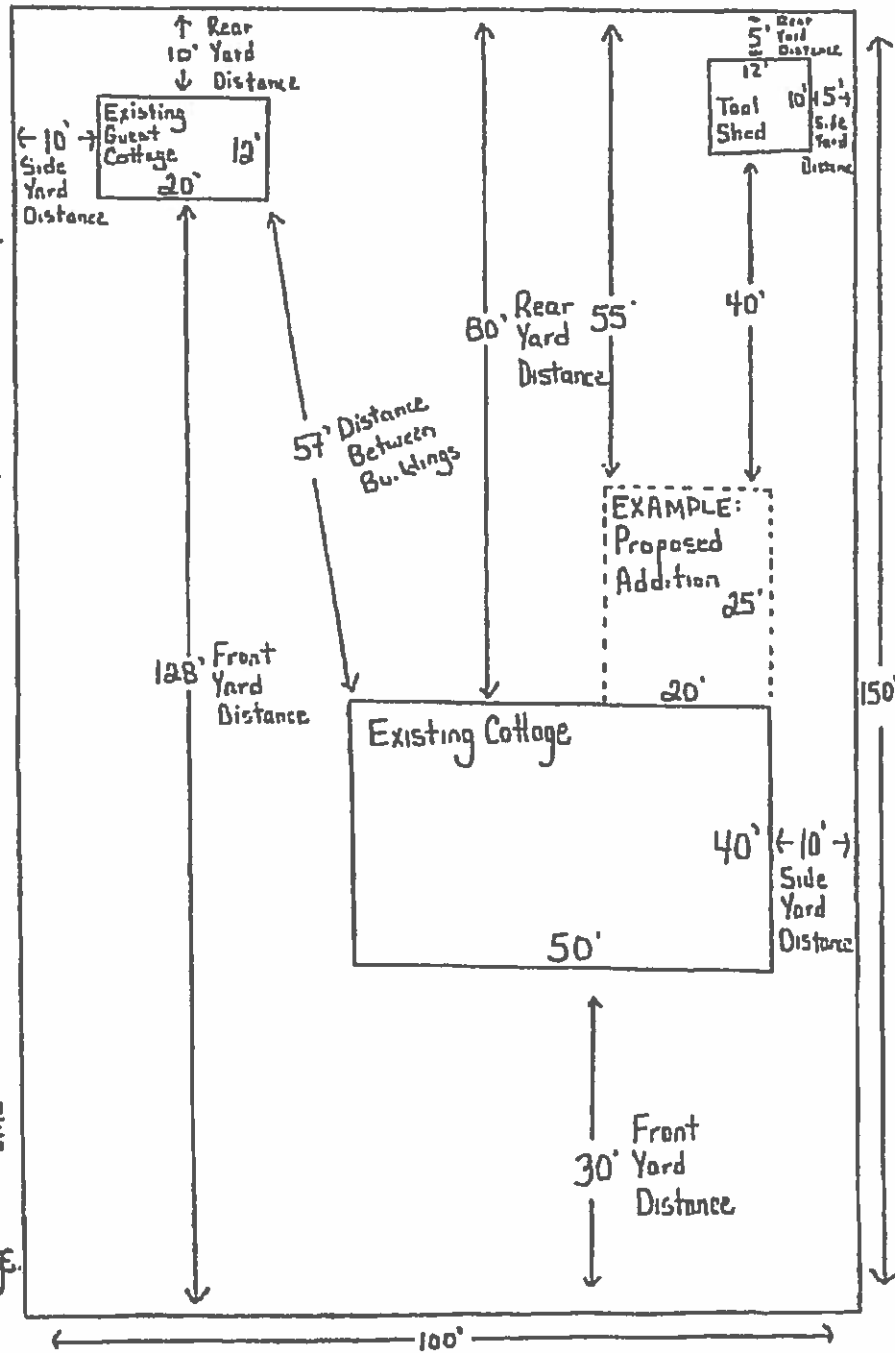 Rear
10' Yard
Distance
Existing
Guest
Cottage
12'
20'
10'
Side
Yard
Distance
Rear
5' Yard
Distance
12'
Tool
Shed
10'
5'
Side
Yard
Distance
80' Rear
Yard
Distance
55'
40'
57' Distance
Between
Buildings
EXAMPLE:
Proposed
Addition
25'
20'
128' Front
Yard
Distance
150'
Existing Cottage
40'
50'
10'
Side
Yard
Distance
30' Front
Yard
Distance
100'